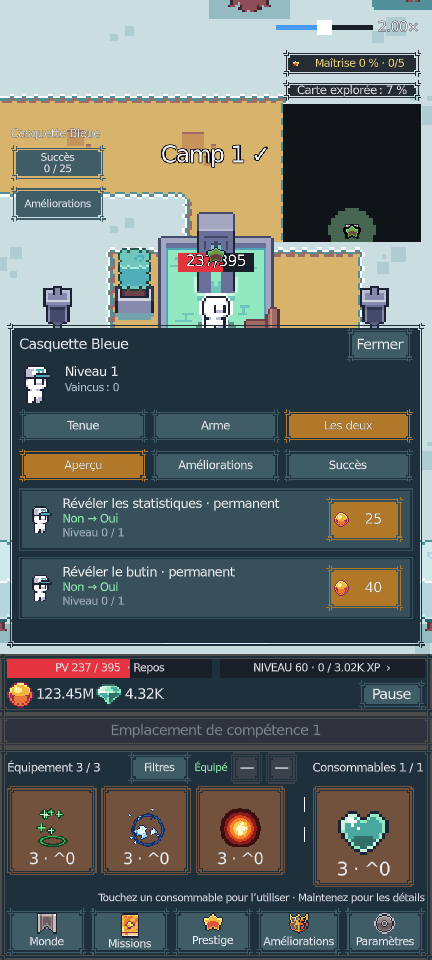 2.00×
Maîtrise 0 % · 0/5
Carte explorée : 7 %
Casquette Bleue
Succès
0 / 25
Camp 1 ✓
Améliorations
237/395
Casquette Bleue
Fermer
Niveau 1
Vaincus : 0
Tenue
Arme
Les deux
Aperçu
Améliorations
Succès
Révéler les statistiques · permanent
Non → Oui
Niveau 0 / 1
25
Révéler le butin · permanent
Non → Oui
Niveau 0 / 1
40
PV 237 / 395 · Repos
NIVEAU 60 · 0 / 3.02K XP ›
123.45M
4.32K
Pause
Emplacement de compétence 1
Équipement 3 / 3
Filtres
Équipé
—
—
Consommables 1 / 1
3 · ^0
3 · ^0
3 · ^0
3 · ^0
Touchez un consommable pour l'utiliser · Maintenez pour les détails
Monde
Missions
Prestige
Améliorations
Paramètres